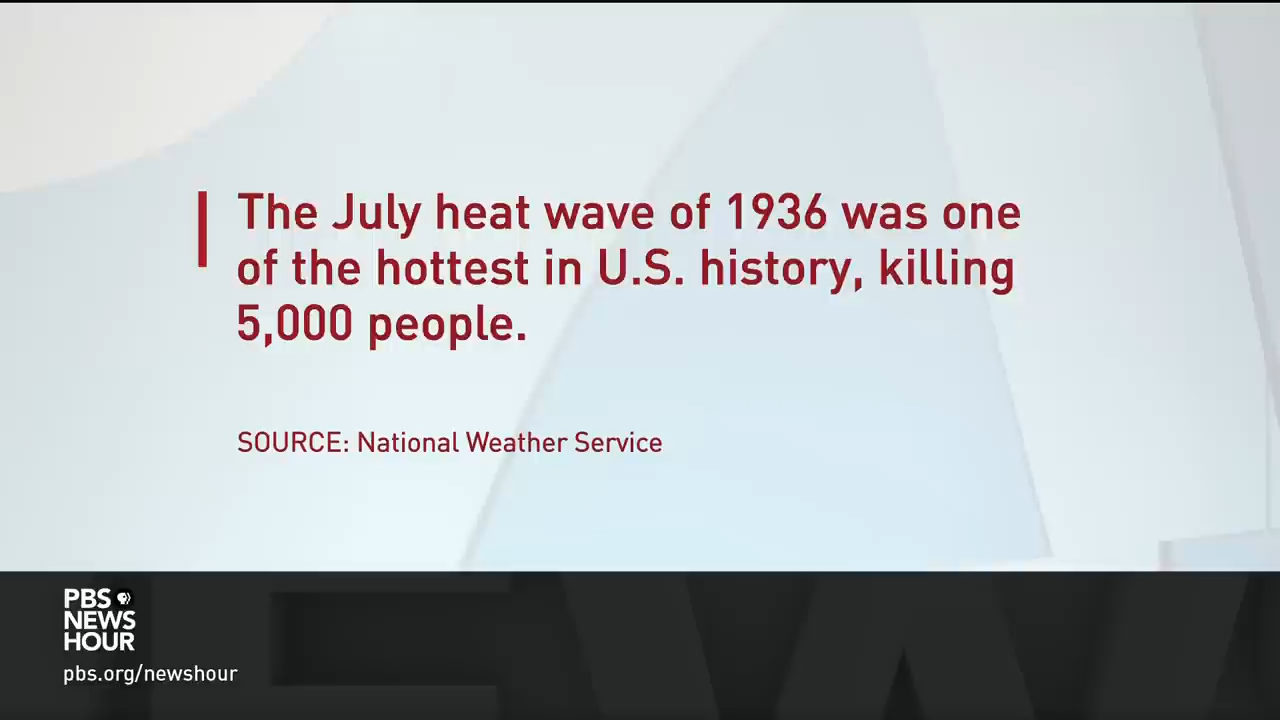 The July heat wave of 1936 was one
of the hottest in U.S. history, killing
5,000 people.
SOURCE: National Weather Service
PBS
NEWS
HOUR
pbs.org/newshour